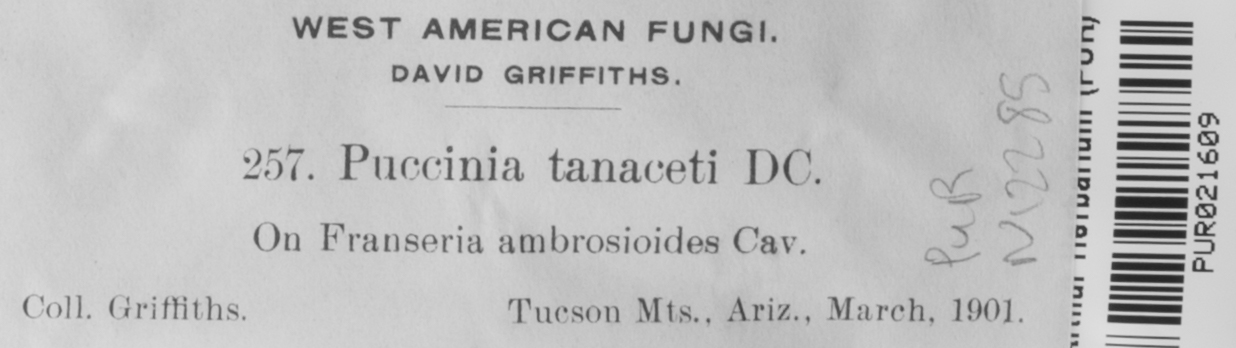 WEST AMERICAN FUNGI.
DAVID GRIFFITHS.
257. Puccinia tanaceti DC.
On Franseria ambrosioides Cav.
Coll. Griffiths.
Tucson Mts., Ariz., March, 1901.
PUR
N12285
PUR021609